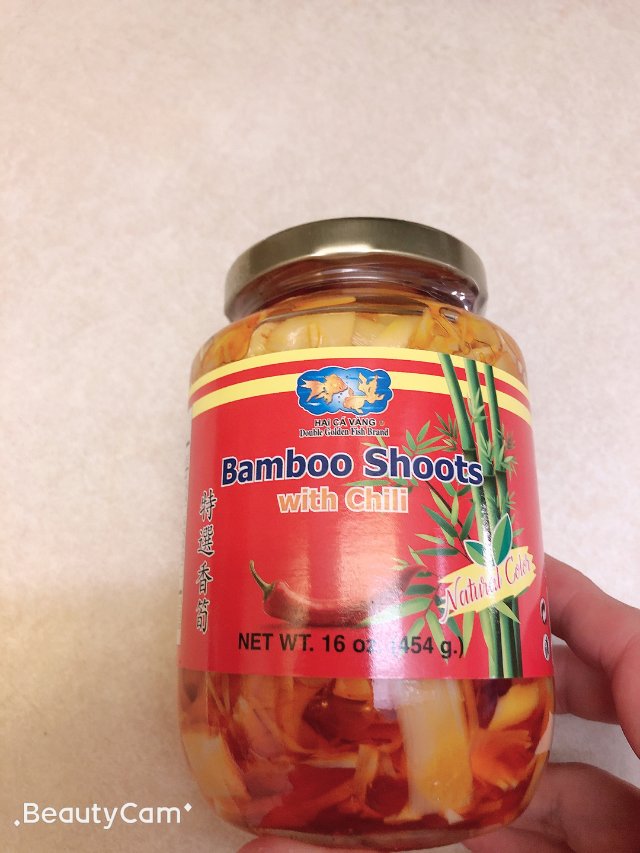 HAI CÁ VÀNG
Double Golden Fish Brand
Bamboo Shoots
with Chili
特選香筍
Natural Color
NET WT. 16 oz. (454 g.)
.BeautyCam